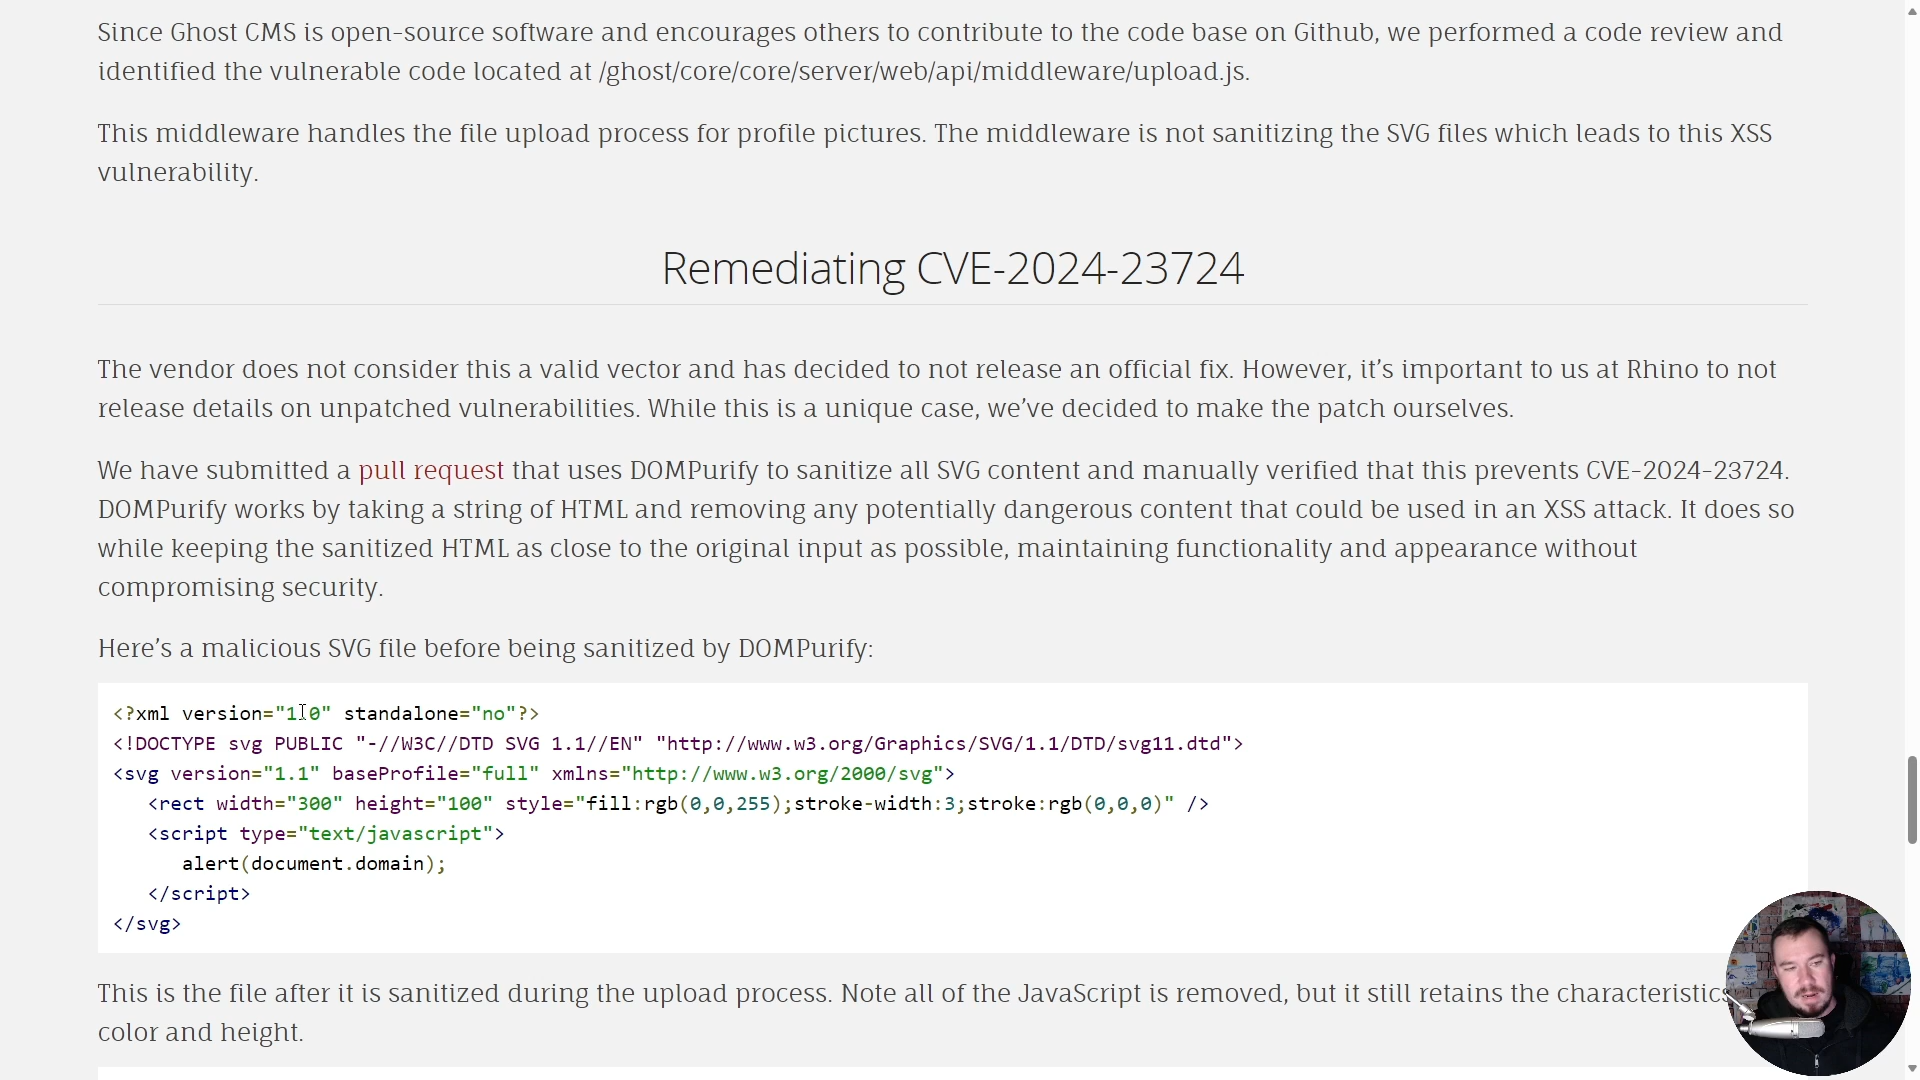 Since Ghost CMS is open-source software and encourages others to contribute to the code base on Github, we performed a code review and
identified the vulnerable code located at /ghost/core/core/server/web/api/middleware/upload.js.
This middleware handles the file upload process for profile pictures. The middleware is not sanitizing the SVG files which leads to this XSS
vulnerability.
Remediating CVE-2024-23724
The vendor does not consider this a valid vector and has decided to not release an official fix. However, it’s important to us at Rhino to not
release details on unpatched vulnerabilities. While this is a unique case, we’ve decided to make the patch ourselves.
We have submitted a pull request that uses DOMPurify to sanitize all SVG content and manually verified that this prevents CVE-2024-23724.
DOMPurify works by taking a string of HTML and removing any potentially dangerous content that could be used in an XSS attack. It does so
while keeping the sanitized HTML as close to the original input as possible, maintaining functionality and appearance without
compromising security.
Here’s a malicious SVG file before being sanitized by DOMPurify:
<?xml version="1.0" standalone="no"?>
<!DOCTYPE svg PUBLIC "-//W3C//DTD SVG 1.1//EN" "http://www.w3.org/Graphics/SVG/1.1/DTD/svg11.dtd">
<svg version="1.1" baseProfile="full" xmlns="http://www.w3.org/2000/svg">
<rect width="300" height="100" style="fill:rgb(0,0,255);stroke-width:3;stroke:rgb(0,0,0)" />
<script type="text/javascript">
alert(document.domain);
</script>
</svg>
This is the file after it is sanitized during the upload process. Note all of the JavaScript is removed, but it still retains the characteristics
color and height.